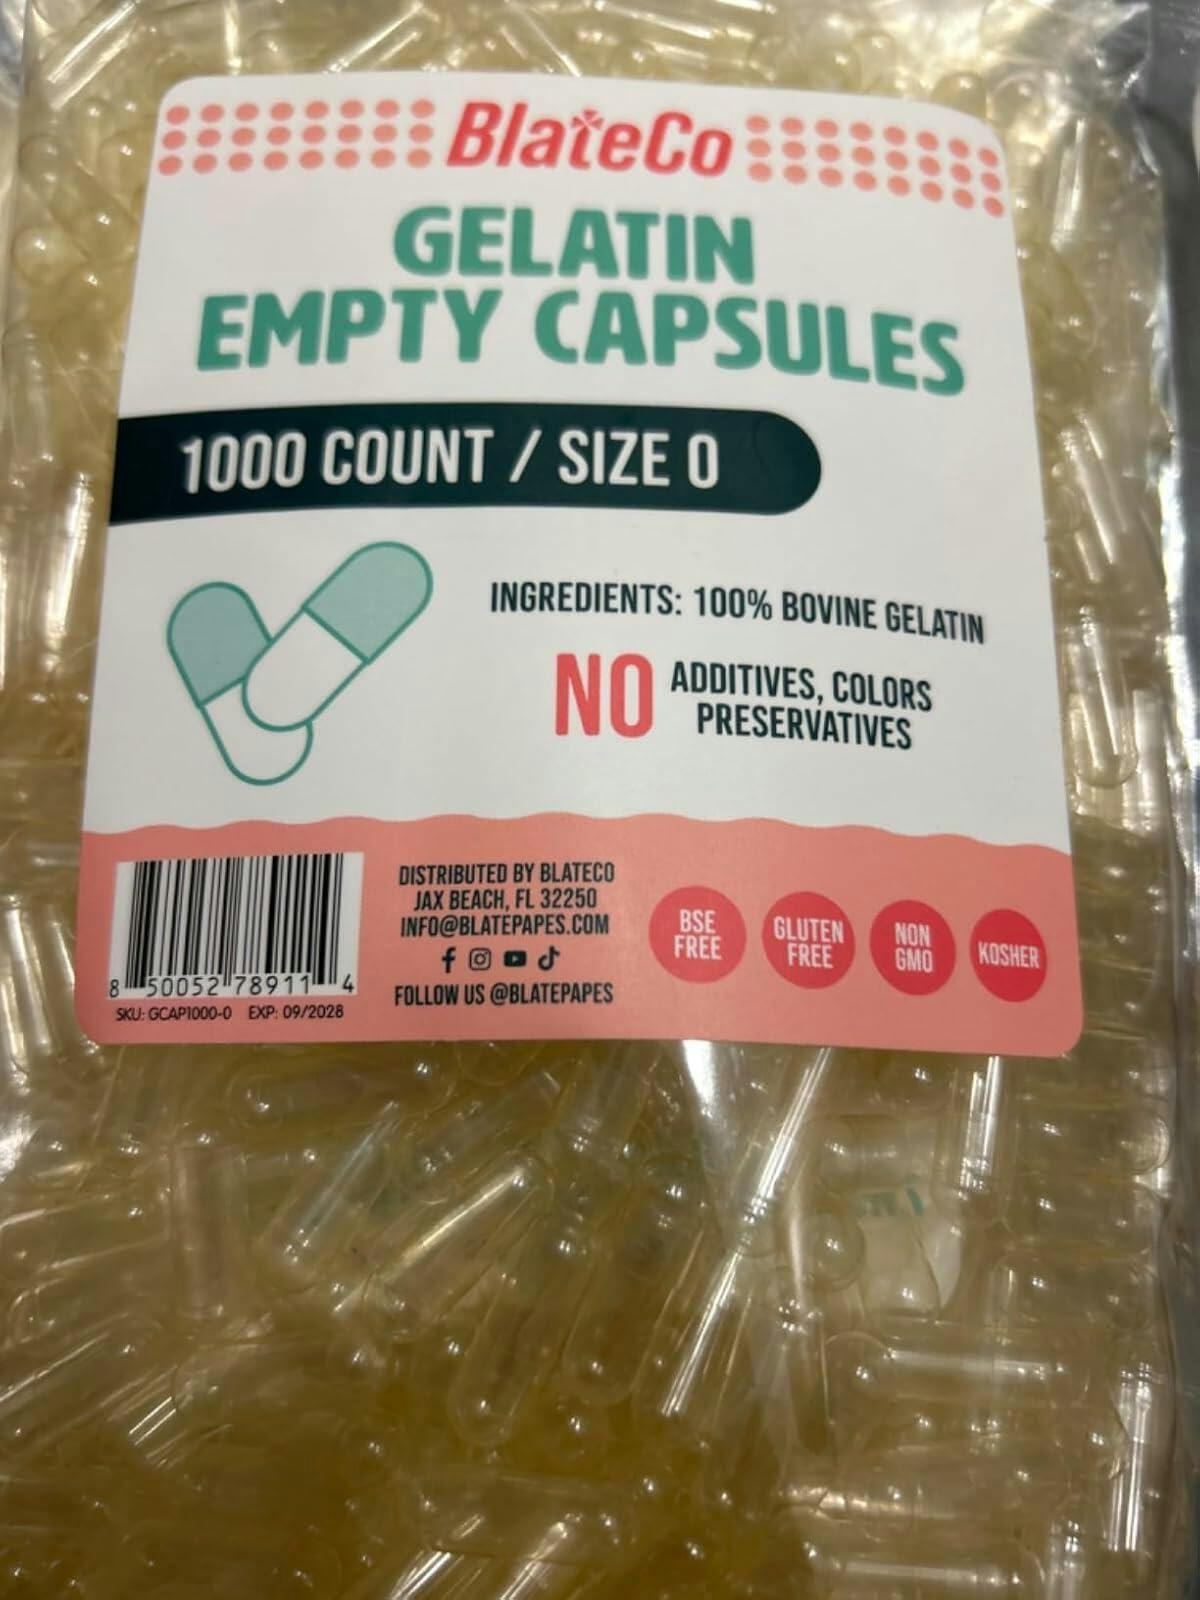 BlateCo
GELATIN
EMPTY CAPSULES
1000 COUNT / SIZE 0
INGREDIENTS: 100% BOVINE GELATIN
NO ADDITIVES, COLORS
PRESERVATIVES
8 50052 78911 4
SKU: GCAP1000-0 EXP: 09/2028
DISTRIBUTED BY BLATECO
JAX BEACH, FL 32250
INFO@BLATEPAPES.COM
FOLLOW US @BLATEPAPES
BSE
FREE
GLUTEN
FREE
NON
GMO
KOSHER